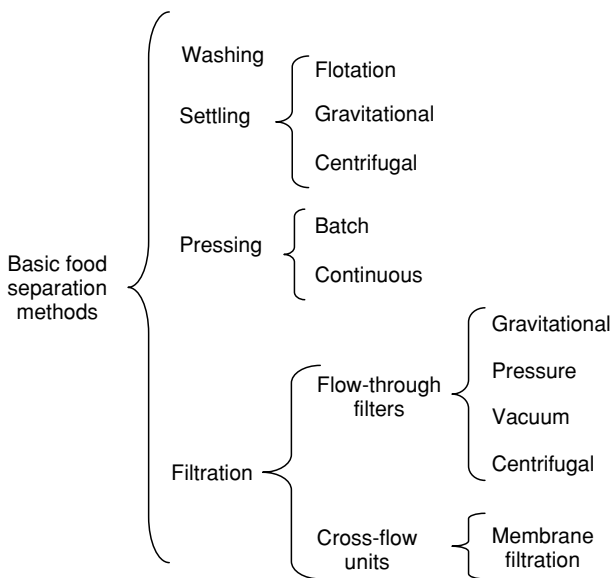 Basic food
separation
methods
Washing
Settling
Flotation
Gravitational
Centrifugal
Pressing
Batch
Continuous
Filtration
Flow-through
filters
Gravitational
Pressure
Vacuum
Centrifugal
Cross-flow
units
Membrane
filtration